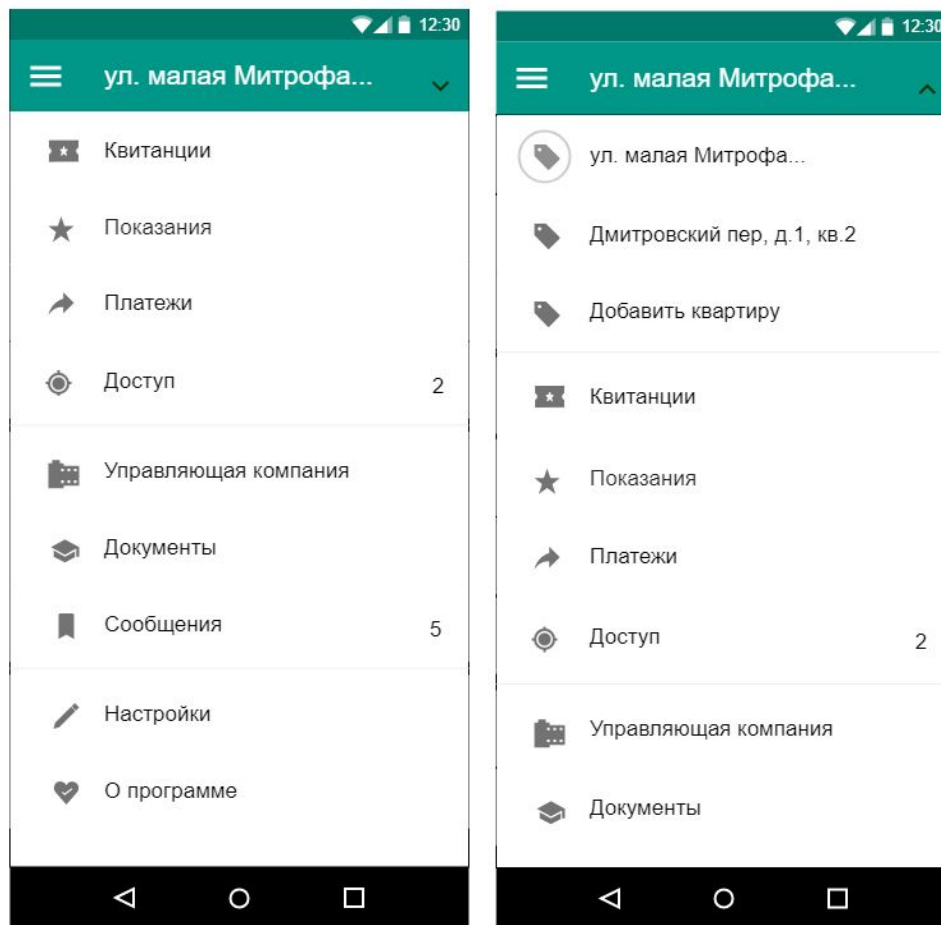 12:30
ул. малая Митрофа...
Квитанции
Показания
Платежи
Доступ 2
Управляющая компания
Документы
Сообщения 5
Настройки
О программе
12:30
ул. малая Митрофа...
ул. малая Митрофа...
Дмитровский пер, д.1, кв.2
Добавить квартиру
Квитанции
Показания
Платежи
Доступ 2
Управляющая компания
Документы